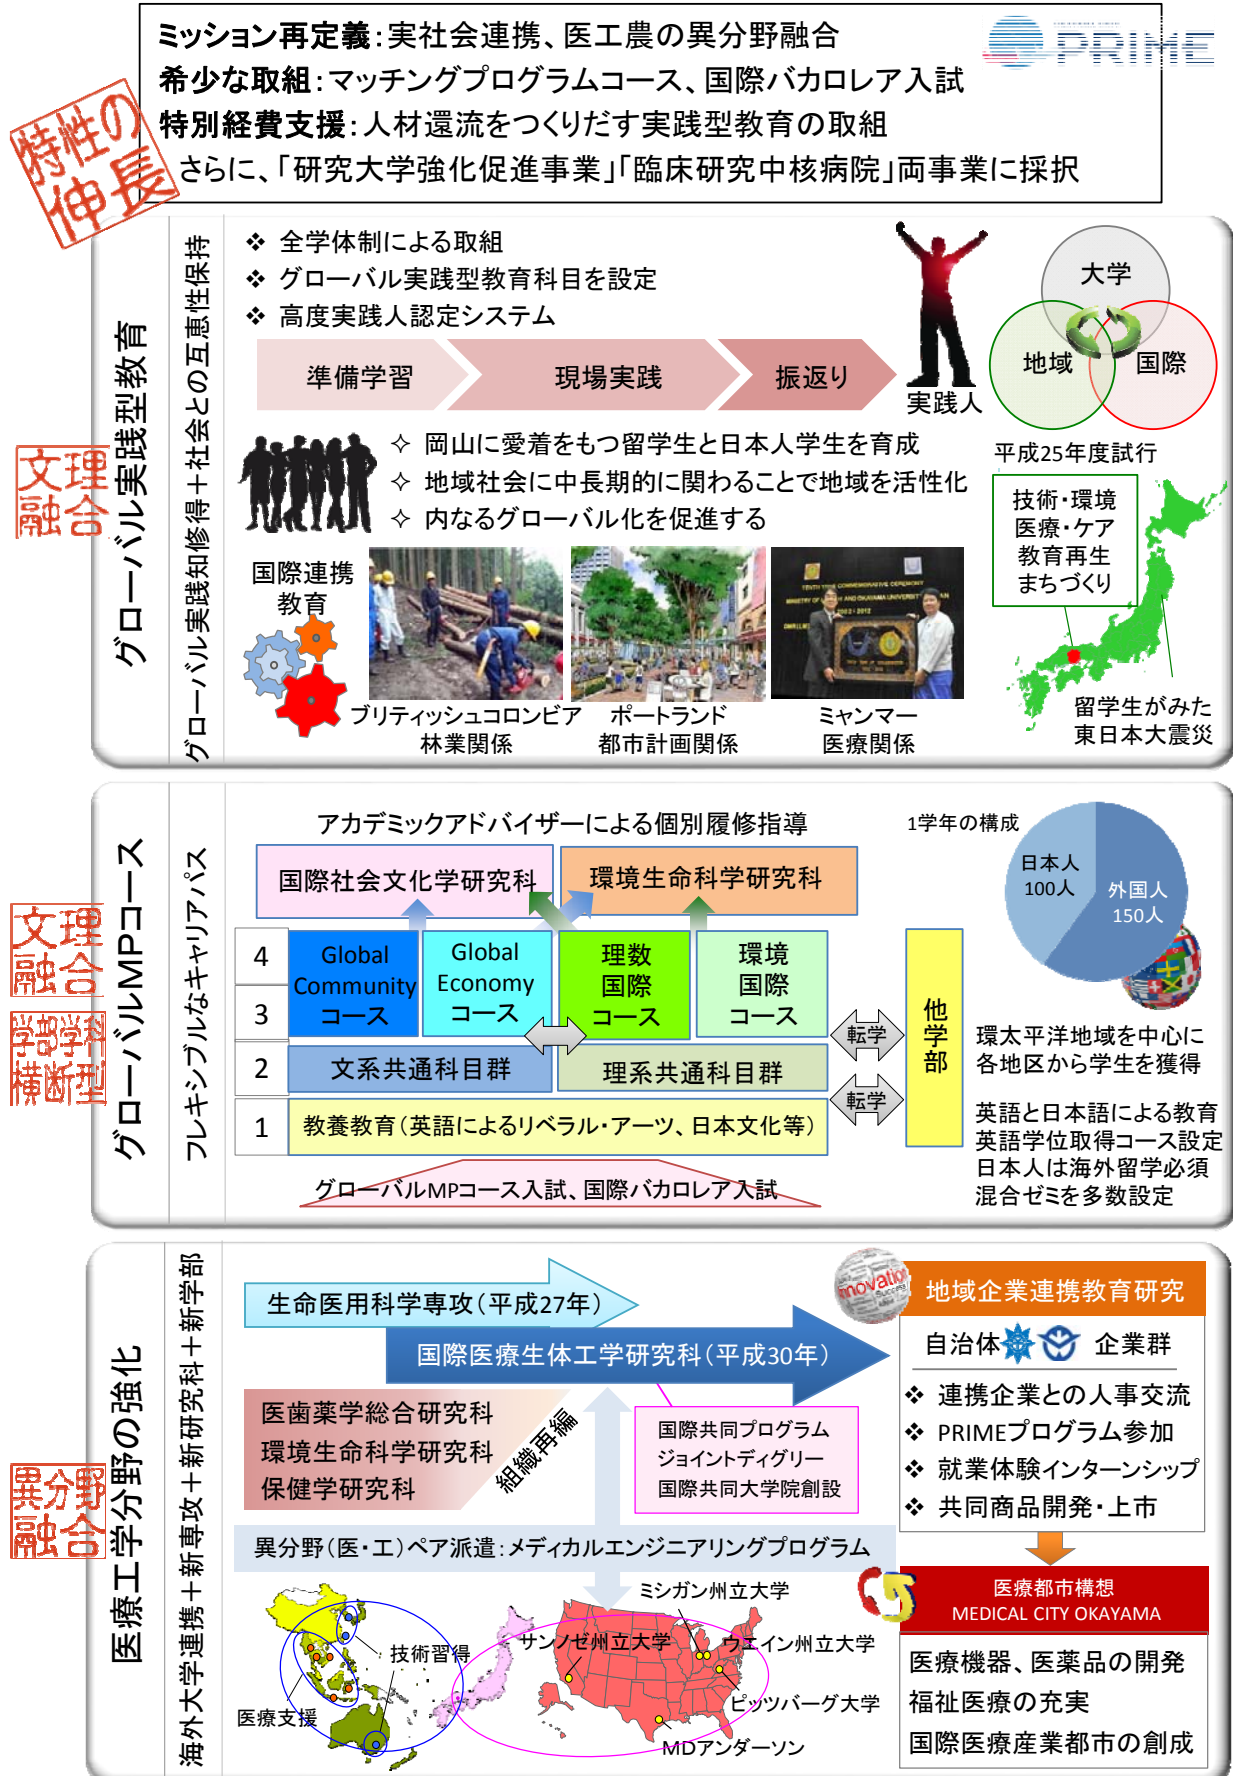 ミッション再定義：実社会連携、医工農の異分野融合
PRIME
希少な取組：マッチングプログラムコース、国際バカロレア入試
特別経費支援：人材還流をつくりだす実践型教育の取組
さらに、「研究大学強化促進事業」「臨床研究中核病院」両事業に採択
特性の
伸長
グローバル実践型教育
グローバル実践知修得＋社会との互恵性保持
文理
融合
❖ 全学体制による取組
❖ グローバル実践型教育科目を設定
❖ 高度実践人認定システム
準備学習
現場実践
振返り
実践人
大学
地域
国際
✧ 岡山に愛着をもつ留学生と日本人学生を育成
✧ 地域社会に中長期的に関わることで地域を活性化
✧ 内なるグローバル化を促進する
平成25年度試行
技術・環境
医療・ケア
教育再生
まちづくり
国際連携
教育
ブリティッシュコロンビア
林業関係
ポートランド
都市計画関係
ミャンマー
医療関係
留学生がみた
東日本大震災
グローバルMPコース
フレキシブルなキャリアパス
文理
融合
学部学科
横断型
アカデミックアドバイザーによる個別履修指導
国際社会文化学研究科
環境生命科学研究科
4
3
2
1
Global
Community
コース
Global
Economy
コース
理数
国際
コース
環境
国際
コース
文系共通科目群
理系共通科目群
教養教育（英語によるリベラル・アーツ、日本文化等）
グローバルMPコース入試、国際バカロレア入試
転学
転学
他学部
1学年の構成
日本人
100人
外国人
150人
環太平洋地域を中心に
各地区から学生を獲得
英語と日本語による教育
英語学位取得コース設定
日本人は海外留学必須
混合ゼミを多数設定
医療工学分野の強化
海外大学連携＋新専攻＋新研究科＋新学部
異分野
融合
生命医用科学専攻（平成27年）
国際医療生体工学研究科（平成30年）
医歯薬学総合研究科
環境生命科学研究科
保健学研究科
組織再編
国際共同プログラム
ジョイントディグリー
国際共同大学院創設
異分野（医・工）ペア派遣：メディカルエンジニアリングプログラム
技術習得
医療支援
ミシガン州立大学
サンノゼ州立大学
ウエイン州立大学
ピッツバーグ大学
MDアンダーソン
innovation
Success
地域企業連携教育研究
自治体
企業群
❖ 連携企業との人事交流
❖ PRIMEプログラム参加
❖ 就業体験インターンシップ
❖ 共同商品開発・上市
医療都市構想
MEDICAL CITY OKAYAMA
医療機器、医薬品の開発
福祉医療の充実
国際医療産業都市の創成